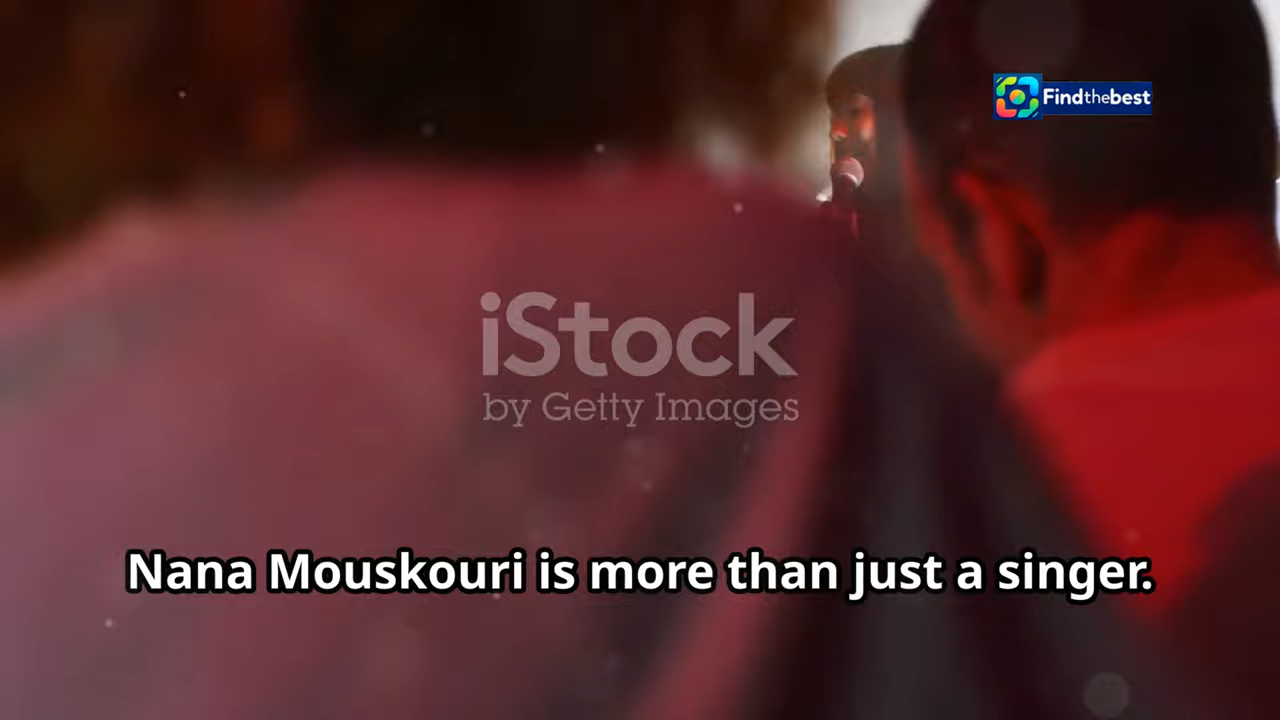 Findthebest
iStock
by Getty Images
Nana Mouskouri is more than just a singer.